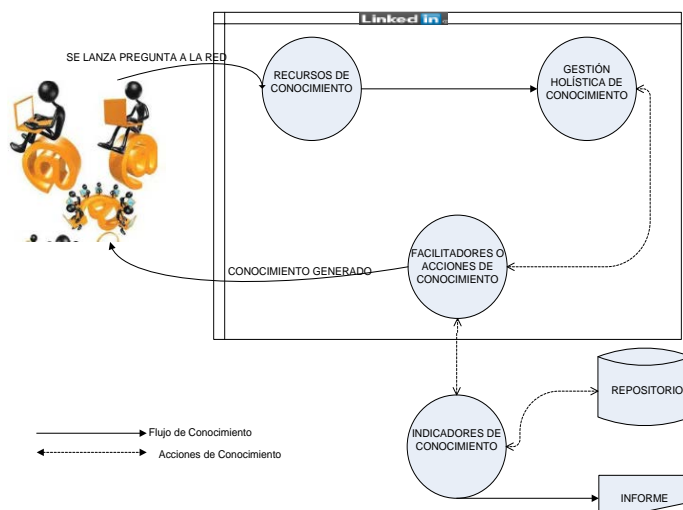 Linked in
SE LANZA PREGUNTA A LA RED
RECURSOS DE
CONOCIMIENTO
GESTIÓN
HOLÍSTICA DE
CONOCIMIENTO
FACILITADORES O
ACCIONES DE
CONOCIMIENTO
CONOCIMIENTO GENERADO
REPOSITORIO
INDICADORES DE
CONOCIMIENTO
Flujo de Conocimiento
Acciones de Conocimiento
INFORME